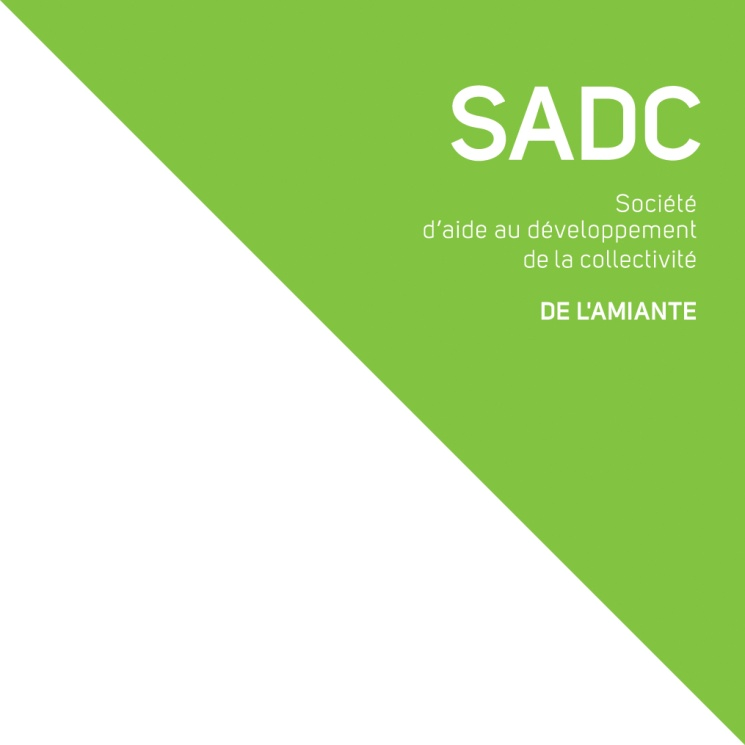 SADC
Société
d'aide au développement
de la collectivité
DE L'AMIANTE